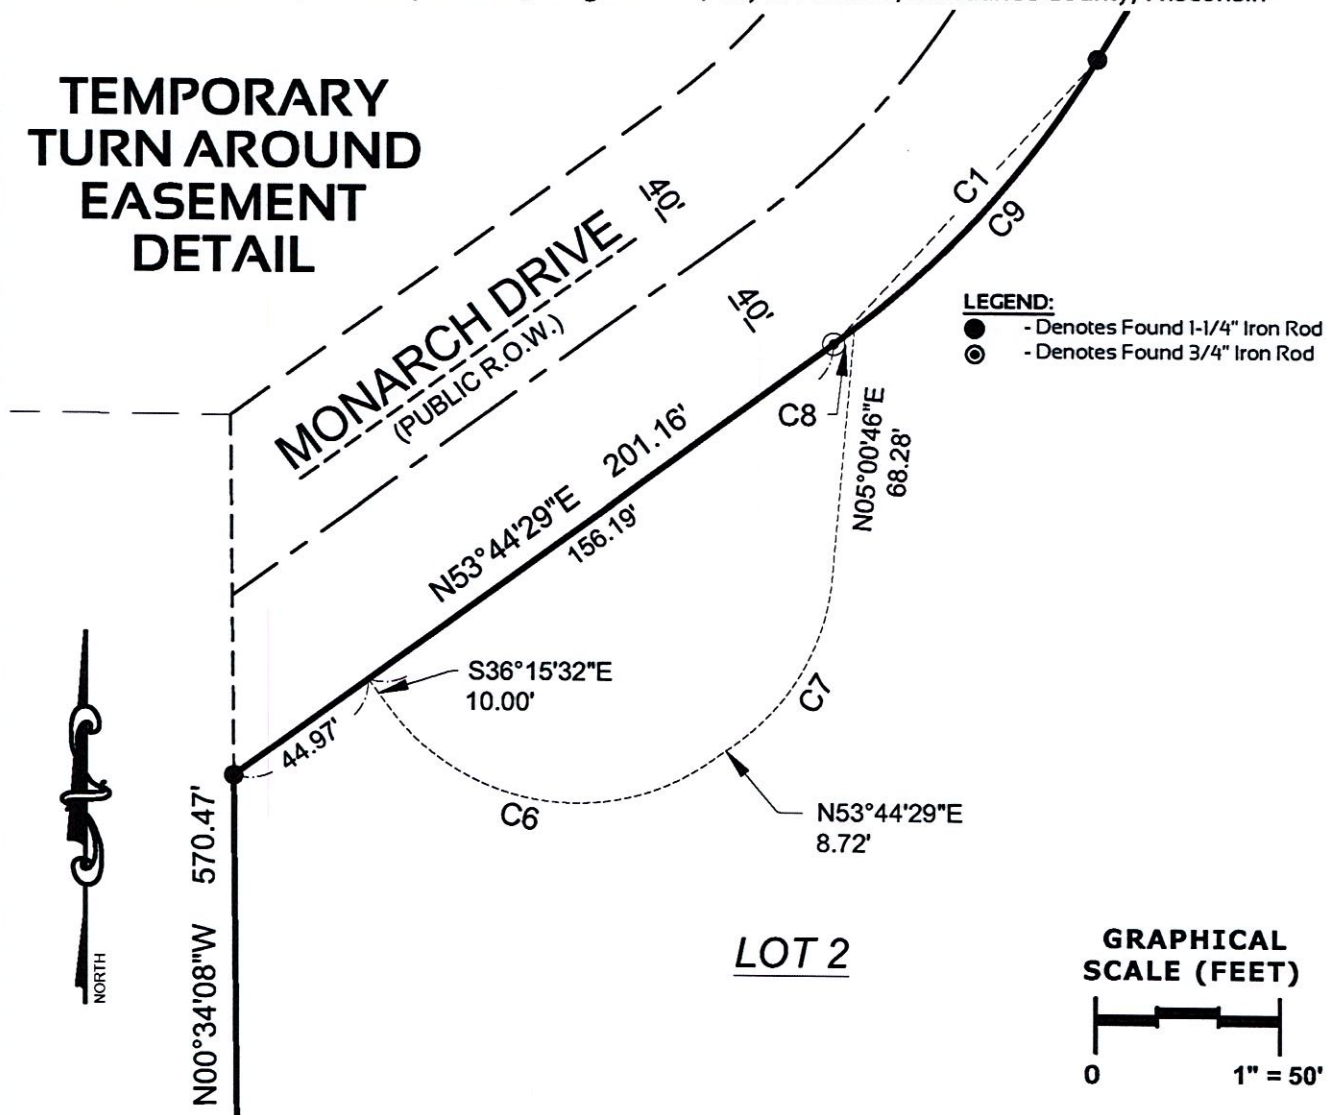 County, Wisconsin
TEMPORARY
TURN AROUND
EASEMENT
DETAIL
MONARCH DRIVE
(PUBLIC R.O.W.)
40'
40'
C1
C9
LEGEND:
- Denotes Found 1-1/4" Iron Rod
- Denotes Found 3/4" Iron Rod
C8
N05°00'46"E
68.28'
N53°44'29"E 201.16'
156.19'
S36°15'32"E
10.00'
44.97'
C7
C6
N53°44'29"E
8.72'
N00°34'08"W 570.47'
NORTH
LOT 2
GRAPHICAL
SCALE (FEET)
0 1" = 50'